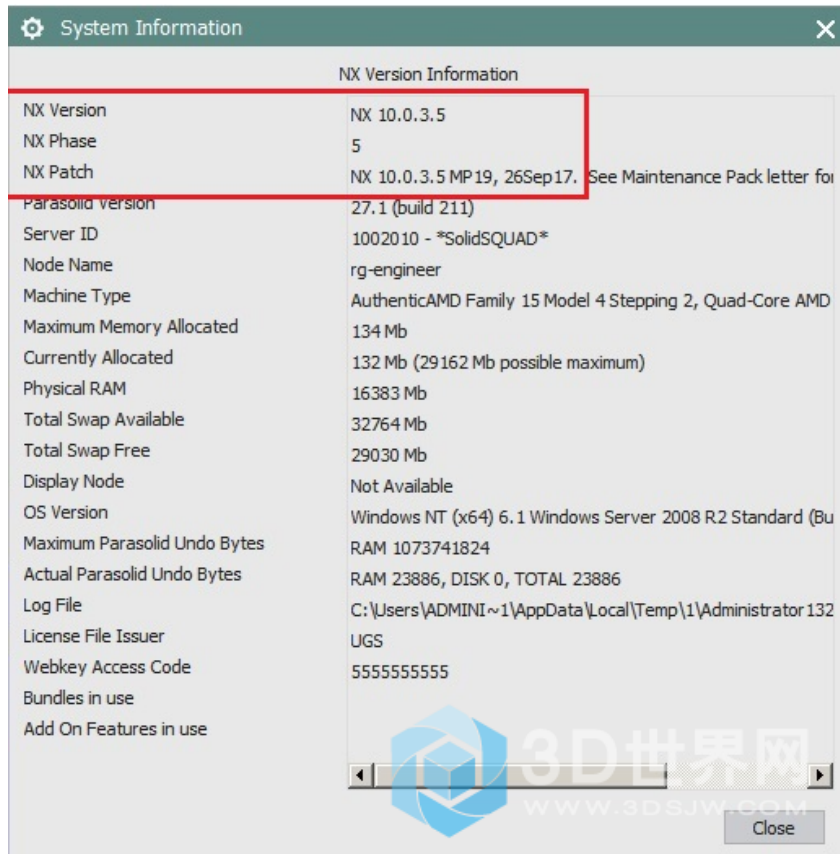 System Information
NX Version Information
NX Version NX 10.0.3.5
NX Phase 5
NX Patch NX 10.0.3.5 MP19, 26Sep17. See Maintenance Pack letter for
Parasolid Version 27.1 (build 211)
Server ID 1002010 - *SolidSQUAD*
Node Name rg-engineer
Machine Type AuthenticAMD Family 15 Model 4 Stepping 2, Quad-Core AMD
Maximum Memory Allocated 134 Mb
Currently Allocated 132 Mb (29162 Mb possible maximum)
Physical RAM 16383 Mb
Total Swap Available 32764 Mb
Total Swap Free 29030 Mb
Display Node Not Available
OS Version Windows NT (x64) 6.1 Windows Server 2008 R2 Standard (Bu
Maximum Parasolid Undo Bytes RAM 1073741824
Actual Parasolid Undo Bytes RAM 23886, DISK 0, TOTAL 23886
Log File C:\Users\ADMINI~1\AppData\Local\Temp\1\Administrator132
License File Issuer UGS
Webkey Access Code 5555555555
Bundles in use
Add On Features in use
3D世界网
WWW.3DSJW.COM
Close